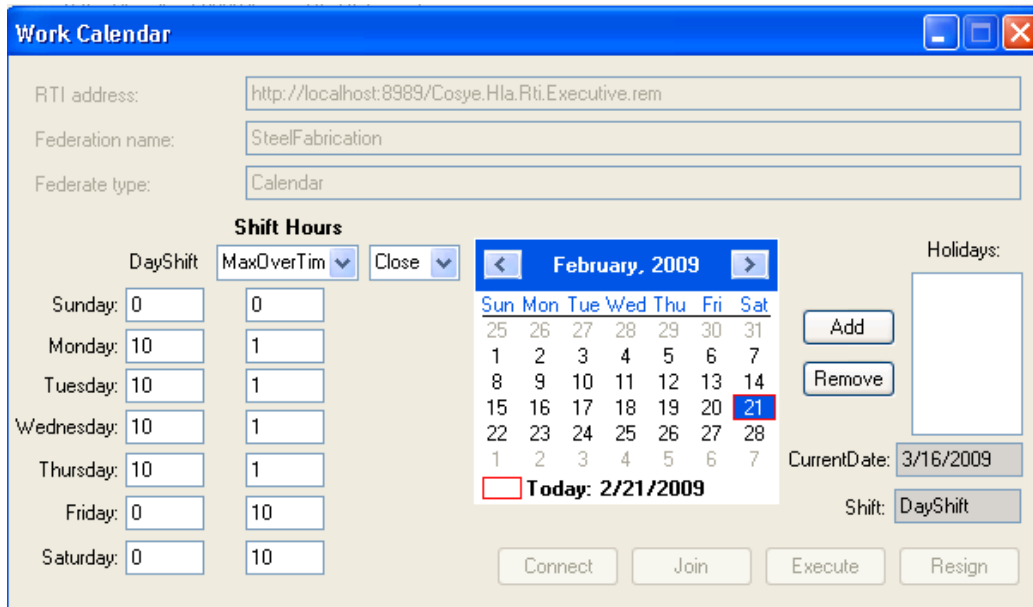 Work Calendar
RTI address: http://localhost:8989/Cosye.Hla.Rti.Executive.rem
Federation name: SteelFabrication
Federate type: Calendar
Shift Hours
DayShift MaxOverTim Close
Sunday: 0 0
Monday: 10 1
Tuesday: 10 1
Wednesday: 10 1
Thursday: 10 1
Friday: 0 10
Saturday: 0 10
February, 2009
Sun Mon Tue Wed Thu Fri Sat
25 26 27 28 29 30 31
1 2 3 4 5 6 7
8 9 10 11 12 13 14
15 16 17 18 19 20 21
22 23 24 25 26 27 28
1 2 3 4 5 6 7
Today: 2/21/2009
Add
Remove
Holidays:
CurrentDate: 3/16/2009
Shift: DayShift
Connect Join Execute Resign